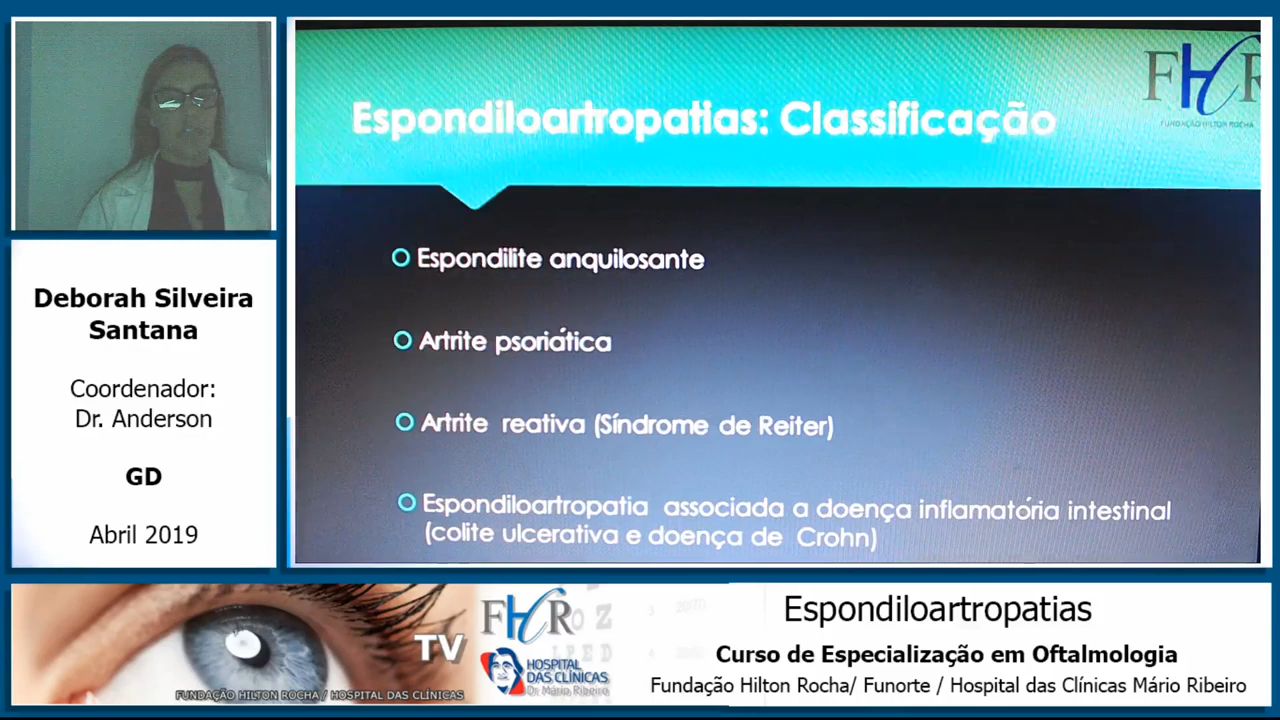 FHR
FUNDAÇÃO HILTON ROCHA
Espondiloartropatias: Classificação
Espondilite anquilosante
Artrite psoriática
Artrite reativa (Síndrome de Reiter)
Espondiloartropatia associada a doença inflamatória intestinal
(colite ulcerativa e doença de Crohn)
Deborah Silveira
Santana
Coordenador:
Dr. Anderson
GD
Abril 2019
TV
FHR
HOSPITAL
DAS CLÍNICAS
Dr. Mário Ribeiro
FUNDAÇÃO HILTON ROCHA / HOSPITAL DAS CLÍNICAS
Espondiloartropatias
Curso de Especialização em Oftalmologia
Fundação Hilton Rocha/ Funorte / Hospital das Clínicas Mário Ribeiro